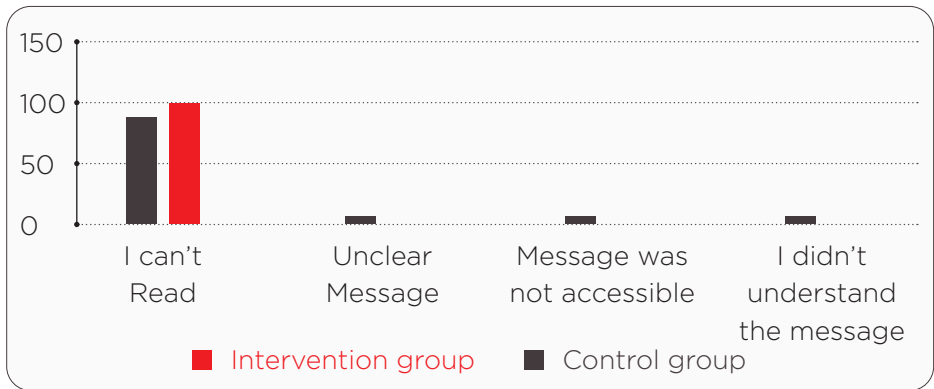 150
100
50
0
I can't
Read
Unclear
Message
Message was
not accessible
I didn't
understand
the message
Intervention group
Control group